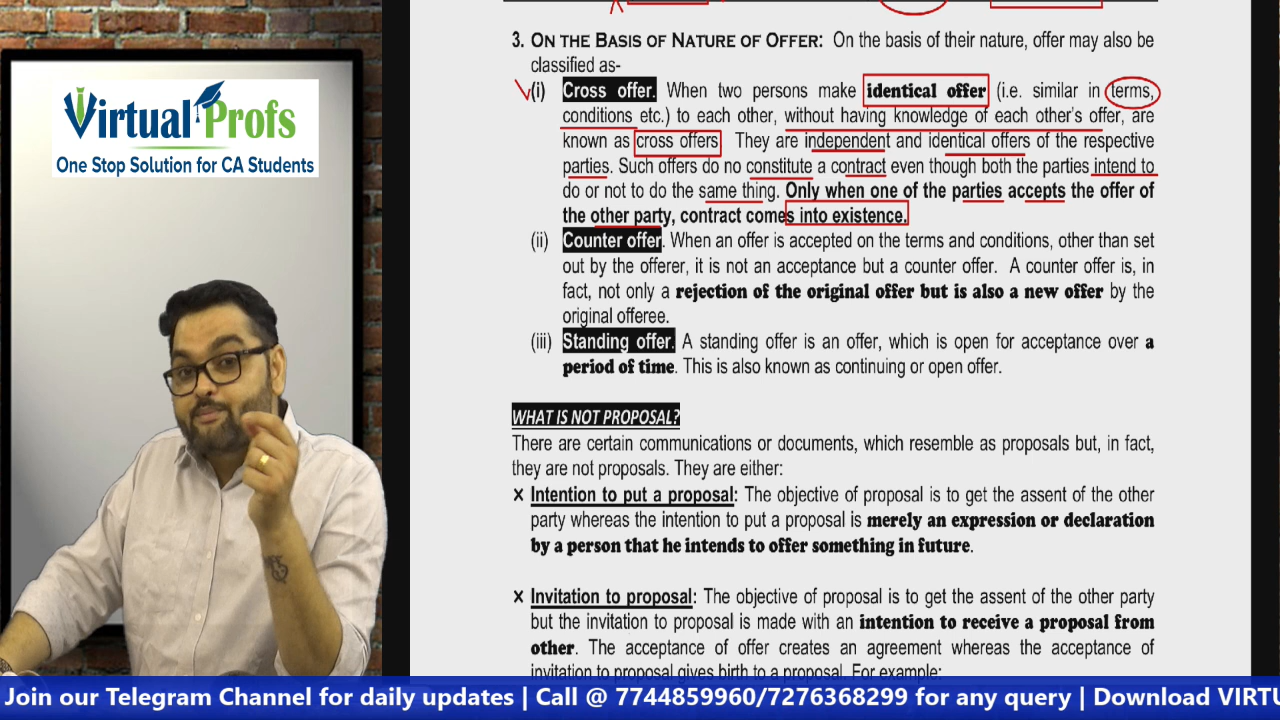 Virtual Profs
One Stop Solution for CA Students
3. ON THE BASIS OF NATURE OF OFFER: On the basis of their nature, offer may also be
classified as-
(i) Cross offer. When two persons make identical offer (i.e. similar in terms,
conditions etc.) to each other, without having knowledge of each other's offer, are
known as cross offers They are independent and identical offers of the respective
parties. Such offers do no constitute a contract even though both the parties intend to
do or not to do the same thing. Only when one of the parties accepts the offer of
the other party, contract comes into existence.
(ii) Counter offer. When an offer is accepted on the terms and conditions, other than set
out by the offerer, it is not an acceptance but a counter offer. A counter offer is, in
fact, not only a rejection of the original offer but is also a new offer by the
original offeree.
(iii) Standing offer. A standing offer is an offer, which is open for acceptance over a
period of time. This is also known as continuing or open offer.
WHAT IS NOT PROPOSAL?
There are certain communications or documents, which resemble as proposals but, in fact,
they are not proposals. They are either:
× Intention to put a proposal: The objective of proposal is to get the assent of the other
party whereas the intention to put a proposal is merely an expression or declaration
by a person that he intends to offer something in future.
× Invitation to proposal: The objective of proposal is to get the assent of the other party
but the invitation to proposal is made with an intention to receive a proposal from
other. The acceptance of offer creates an agreement whereas the acceptance of
invitation to proposal gives birth to a proposal. For example:
Join our Telegram Channel for daily updates | Call @ 7744859960/7276368299 for any query | Download VIRTU